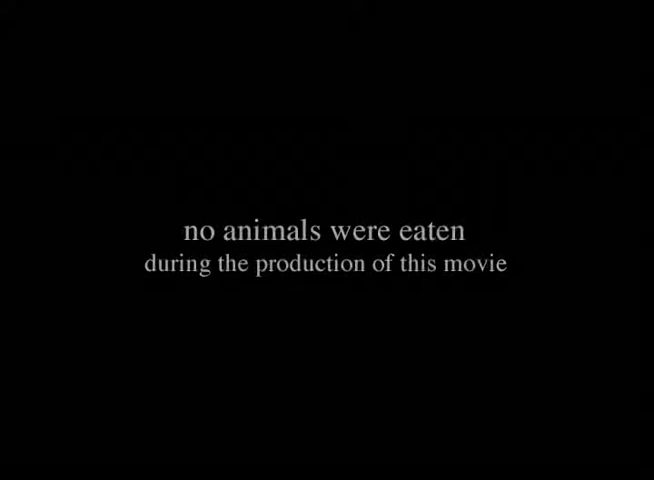 no animals were eaten
during the production of this movie